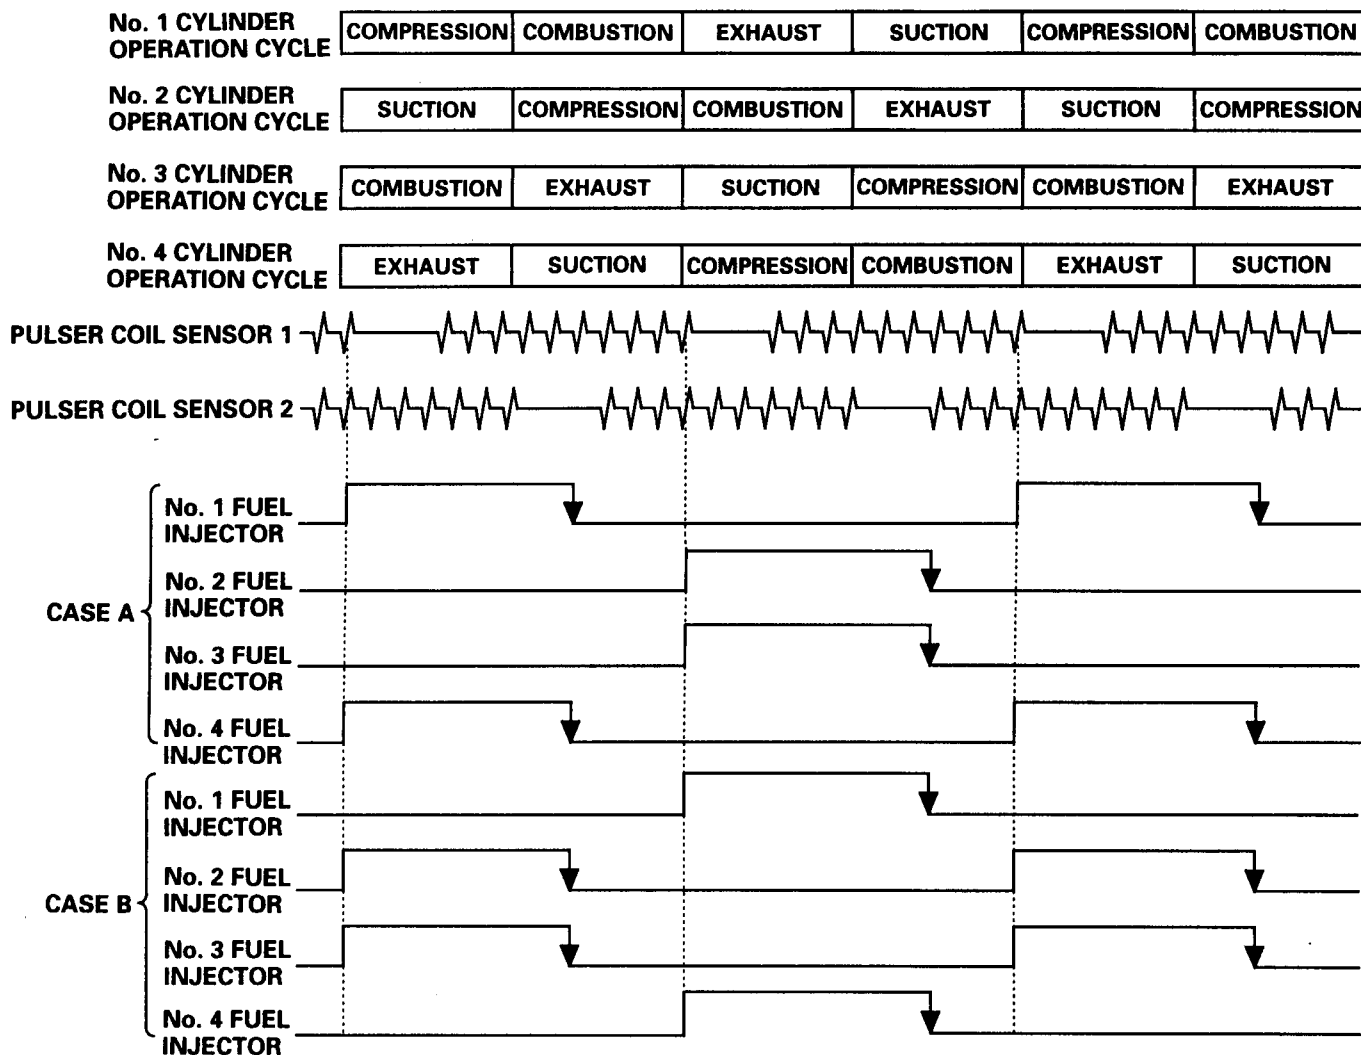 No. 1 CYLINDER
OPERATION CYCLE
COMPRESSION COMBUSTION EXHAUST SUCTION COMPRESSION COMBUSTION
No. 2 CYLINDER
OPERATION CYCLE
SUCTION COMPRESSION COMBUSTION EXHAUST SUCTION COMPRESSION
No. 3 CYLINDER
OPERATION CYCLE
COMBUSTION EXHAUST SUCTION COMPRESSION COMBUSTION EXHAUST
No. 4 CYLINDER
OPERATION CYCLE
EXHAUST SUCTION COMPRESSION COMBUSTION EXHAUST SUCTION
PULSER COIL SENSOR 1
PULSER COIL SENSOR 2
CASE A
No. 1 FUEL
INJECTOR
No. 2 FUEL
INJECTOR
No. 3 FUEL
INJECTOR
No. 4 FUEL
INJECTOR
CASE B
No. 1 FUEL
INJECTOR
No. 2 FUEL
INJECTOR
No. 3 FUEL
INJECTOR
No. 4 FUEL
INJECTOR